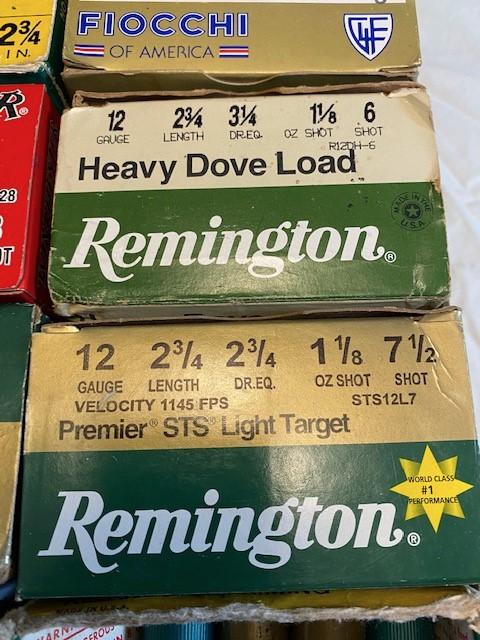 2¾
IN.
FIOCCHI
OF AMERICA
GFL
R®
28
12 2¾ 3¼ 1⅛ 6
GAUGE LENGTH DR.EQ. OZ SHOT SHOT
R12DH-6
Heavy Dove Load
MADE IN THE
U.S.A.
Remington®
12 2¾ 2¾ 1⅛ 7½
GAUGE LENGTH DR.EQ. OZ SHOT SHOT
VELOCITY 1145 FPS STS12L7
Premier® STS® Light Target
WORLD CLASS
#1
PERFORMANCE
Remington®